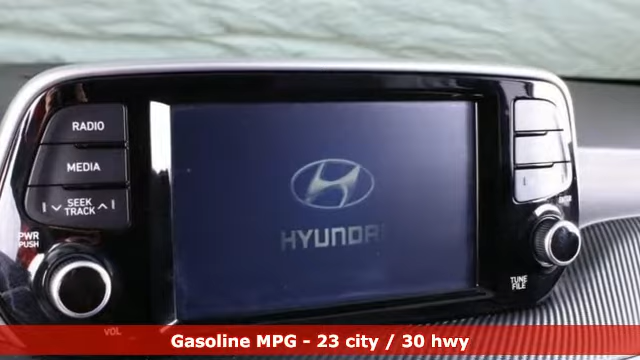 RADIO
MEDIA
SEEK
TRACK
PWR
PUSH
VOL
HYUNDAI
TUNE
FILE
Gasoline MPG - 23 city / 30 hwy